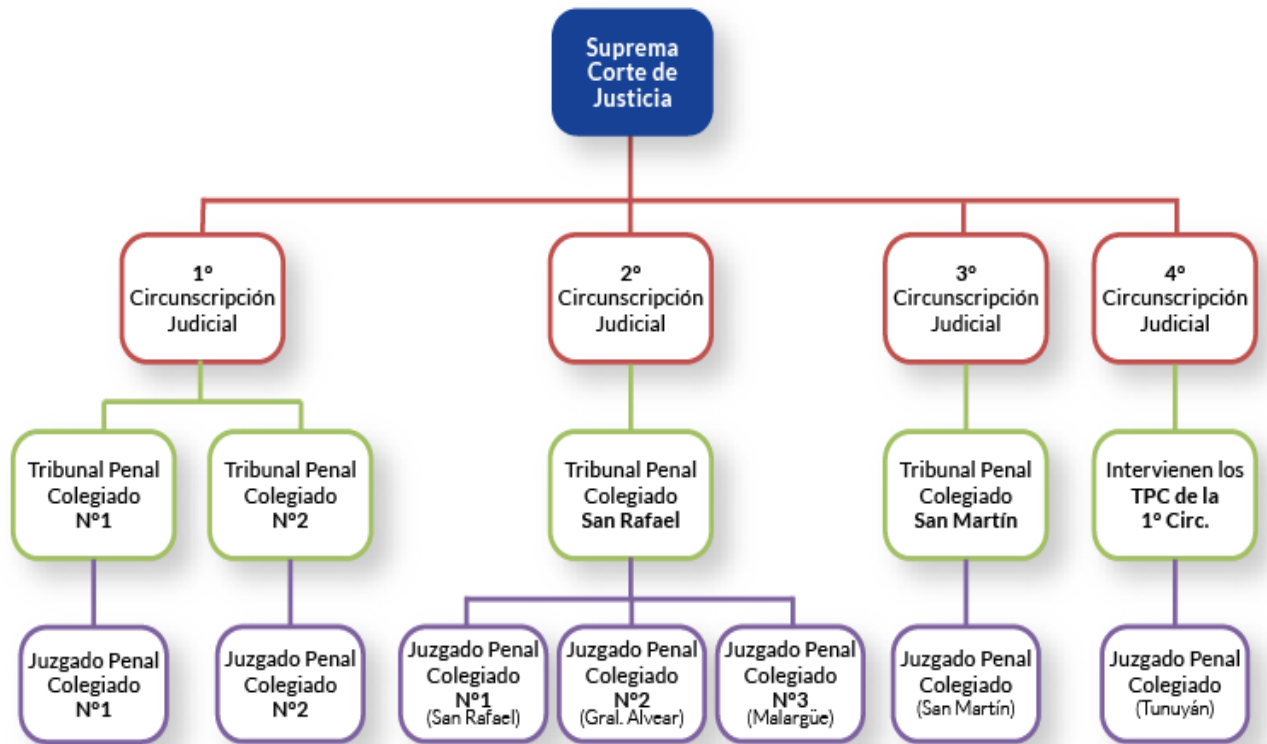 Suprema
Corte de
Justicia
1º
Circunscripción
Judicial
2º
Circunscripción
Judicial
3º
Circunscripción
Judicial
4º
Circunscripción
Judicial
Tribunal Penal
Colegiado
Nº1
Tribunal Penal
Colegiado
Nº2
Tribunal Penal
Colegiado
San Rafael
Tribunal Penal
Colegiado
San Martín
Intervienen los
TPC de la
1º Circ.
Juzgado Penal
Colegiado
Nº1
Juzgado Penal
Colegiado
Nº2
Juzgado Penal
Colegiado
Nº1
(San Rafael)
Juzgado Penal
Colegiado
Nº2
(Gral. Alvear)
Juzgado Penal
Colegiado
Nº3
(Malargüe)
Juzgado Penal
Colegiado
(San Martín)
Juzgado Penal
Colegiado
(Tunuyán)